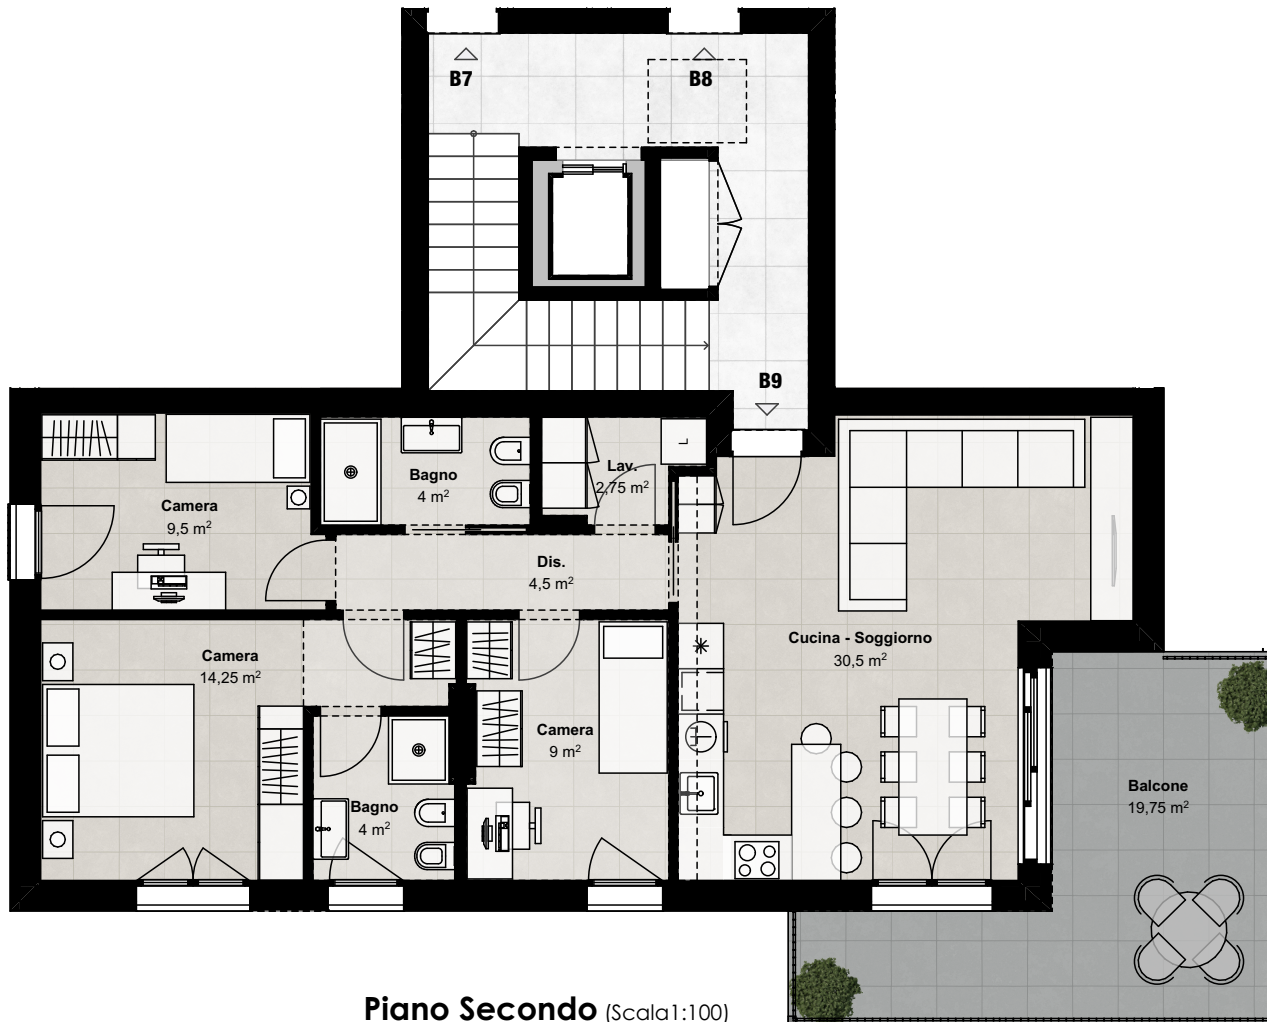 B7
B8
B9
Camera
9,5 m²
Bagno
4 m²
Lav.
2,75 m²
L
Dis.
4,5 m²
Camera
14,25 m²
Cucina - Soggiorno
30,5 m²
Camera
9 m²
Bagno
4 m²
Balcone
19,75 m²
Piano Secondo (Scala1:100)